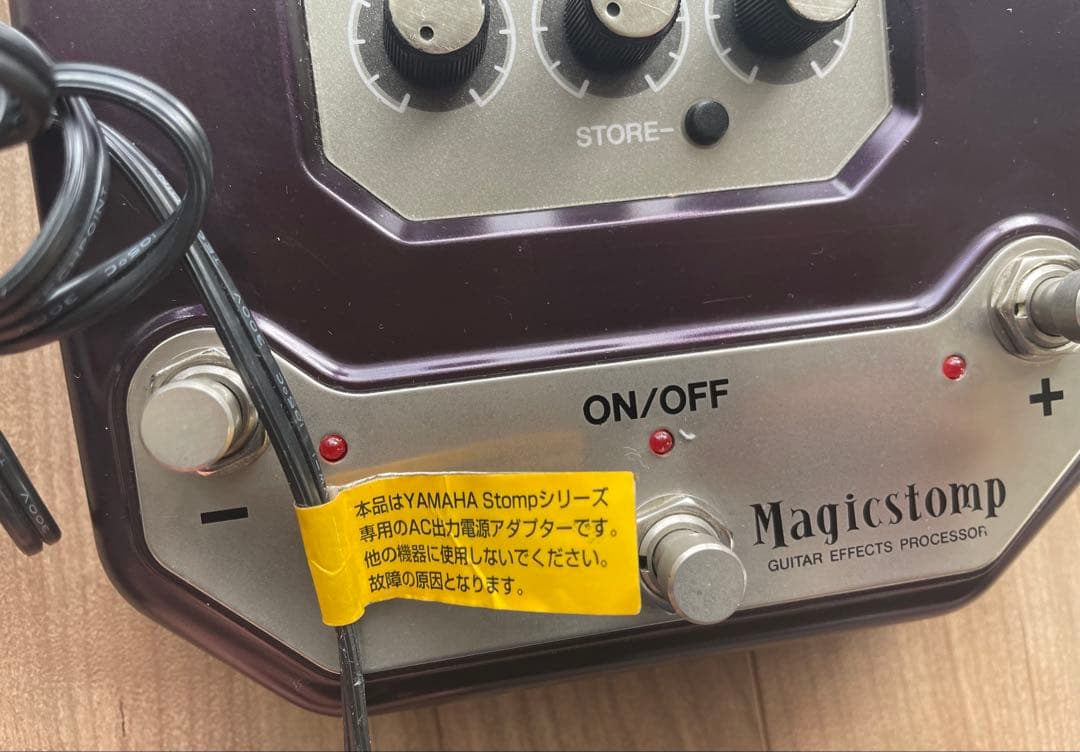 STORE-
ON/OFF
+
−
本品はYAMAHA Stompシリーズ
専用のAC出力電源アダプターです。
他の機器に使用しないでください。
故障の原因となります。
Magicstomp
GUITAR EFFECTS PROCESSOR
300V